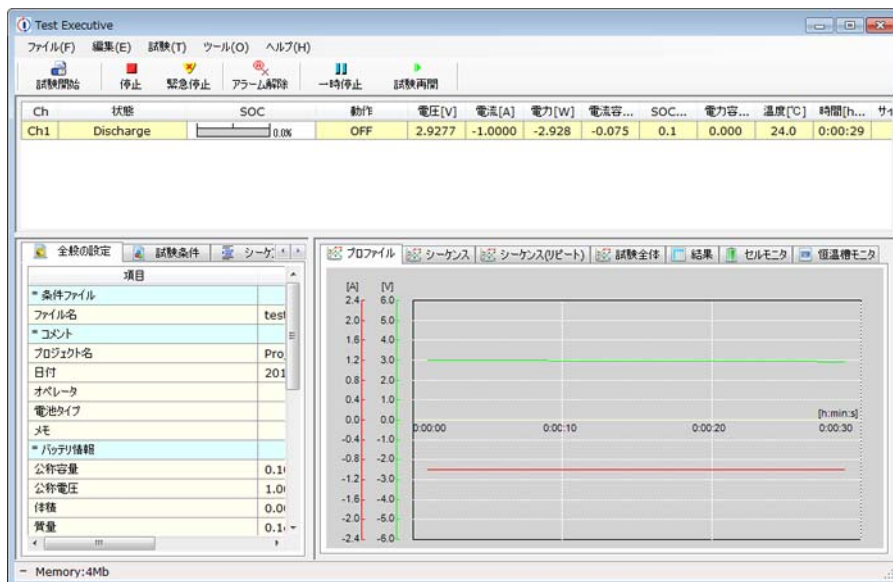 Test Executive
ファイル(F) 編集(E) 試験(T) ツール(O) ヘルプ(H)
試験開始 停止 緊急停止 アラーム解除 一時停止 試験再開
Ch 状態 SOC 動作 電圧[V] 電流[A] 電力[W] 電流容... SOC... 電力容... 温度[℃] 時間[h... サイ
Ch1 Discharge 0.0% OFF 2.9277 -1.0000 -2.928 -0.075 0.1 0.000 24.0 0:00:29
全般の設定 試験条件 シーケン
項目
条件ファイル
ファイル名 test
コメント
プロジェクト名 Proj
日付 201
オペレータ
電池タイプ
メモ
バッテリ情報
公称容量 0.10
公称電圧 1.00
体積 0.00
質量 0.1
プロファイル シーケンス シーケンス(リピート) 試験全体 結果 セルモニタ 恒温槽モニタ
[A] [V]
2.4 6.0
2.0 5.0
1.6 4.0
1.2 3.0
0.8 2.0
0.4 1.0
0.0 0.0
[h:min:s]
0:00:00 0:00:10 0:00:20 0:00:30
-0.4 -1.0
-0.8 -2.0
-1.2 -3.0
-1.6 -4.0
-2.0 -5.0
-2.4 -6.0
Memory:4Mb